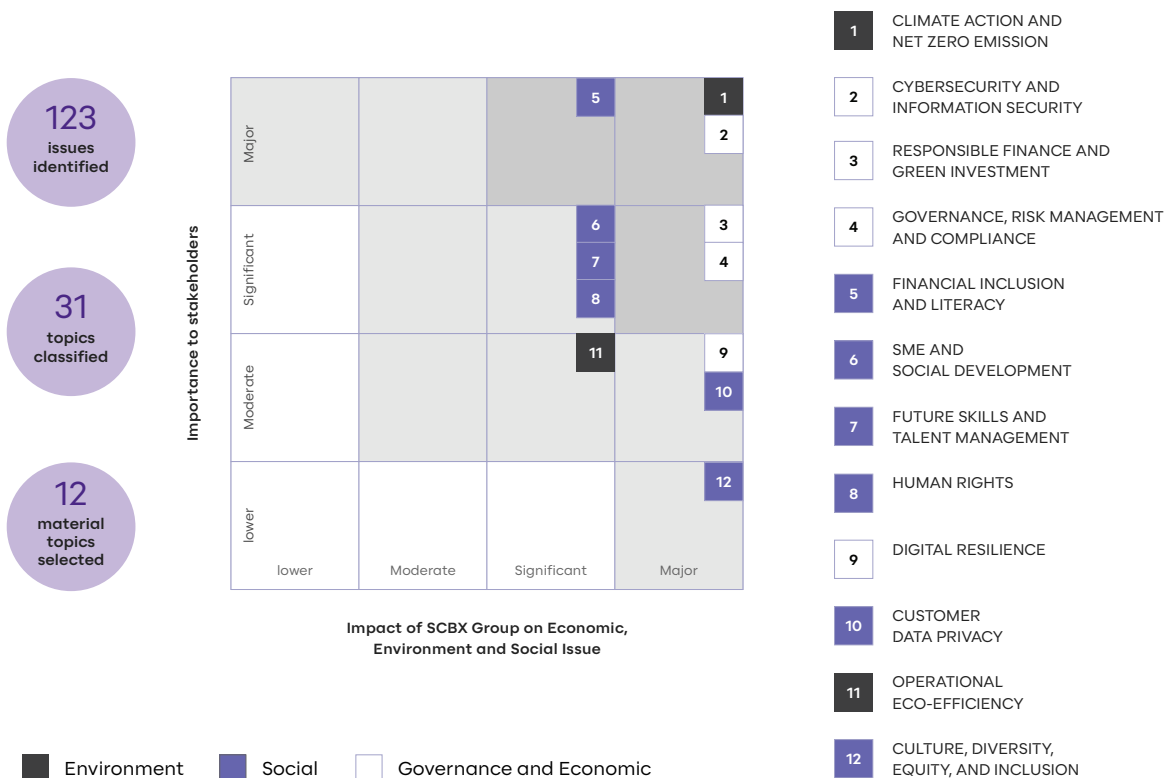 123
issues
identified
31
topics
classified
12
material
topics
selected
Importance to stakeholders
Major
Significant
Moderate
lower
5
1
2
6
3
7
4
8
11
9
10
12
lower
Moderate
Significant
Major
Impact of SCBX Group on Economic,
Environment and Social Issue
Environment
Social
Governance and Economic
1
CLIMATE ACTION AND
NET ZERO EMISSION
2
CYBERSECURITY AND
INFORMATION SECURITY
3
RESPONSIBLE FINANCE AND
GREEN INVESTMENT
4
GOVERNANCE, RISK MANAGEMENT
AND COMPLIANCE
5
FINANCIAL INCLUSION
AND LITERACY
6
SME AND
SOCIAL DEVELOPMENT
7
FUTURE SKILLS AND
TALENT MANAGEMENT
8
HUMAN RIGHTS
9
DIGITAL RESILIENCE
10
CUSTOMER
DATA PRIVACY
11
OPERATIONAL
ECO-EFFICIENCY
12
CULTURE, DIVERSITY,
EQUITY, AND INCLUSION